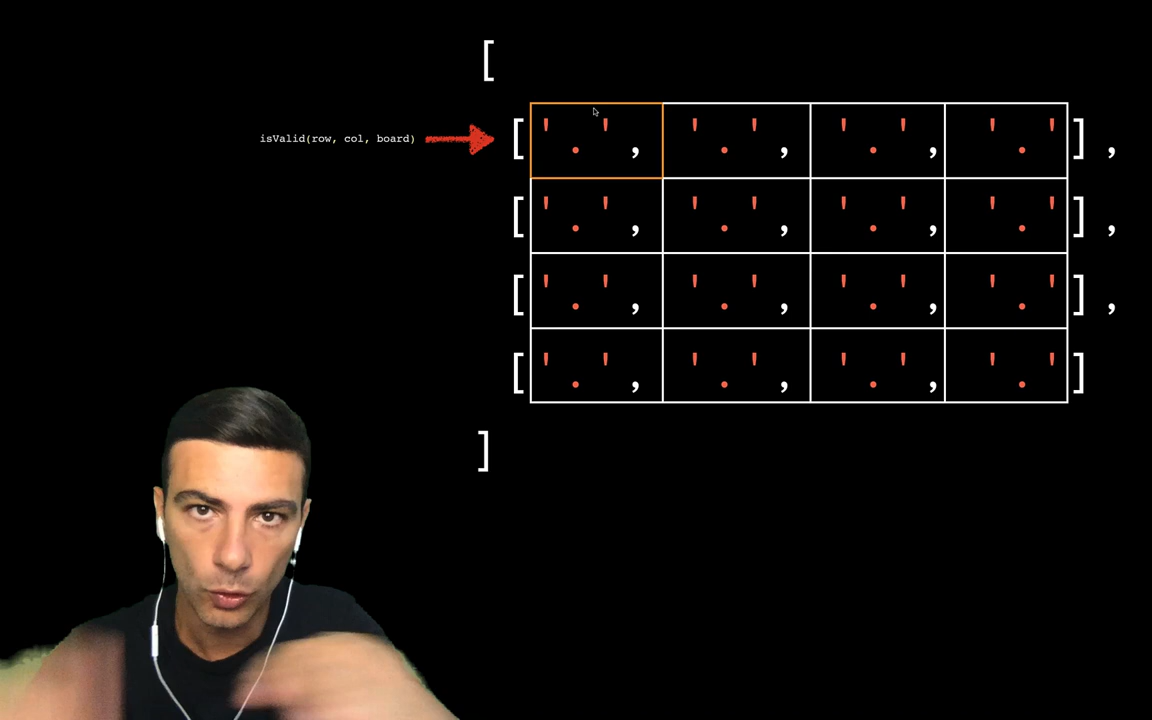 [
isValid(row, col, board)
['.', '.', '.', '.'] ,
['.', '.', '.', '.'] ,
['.', '.', '.', '.'] ,
['.', '.', '.', '.']
]